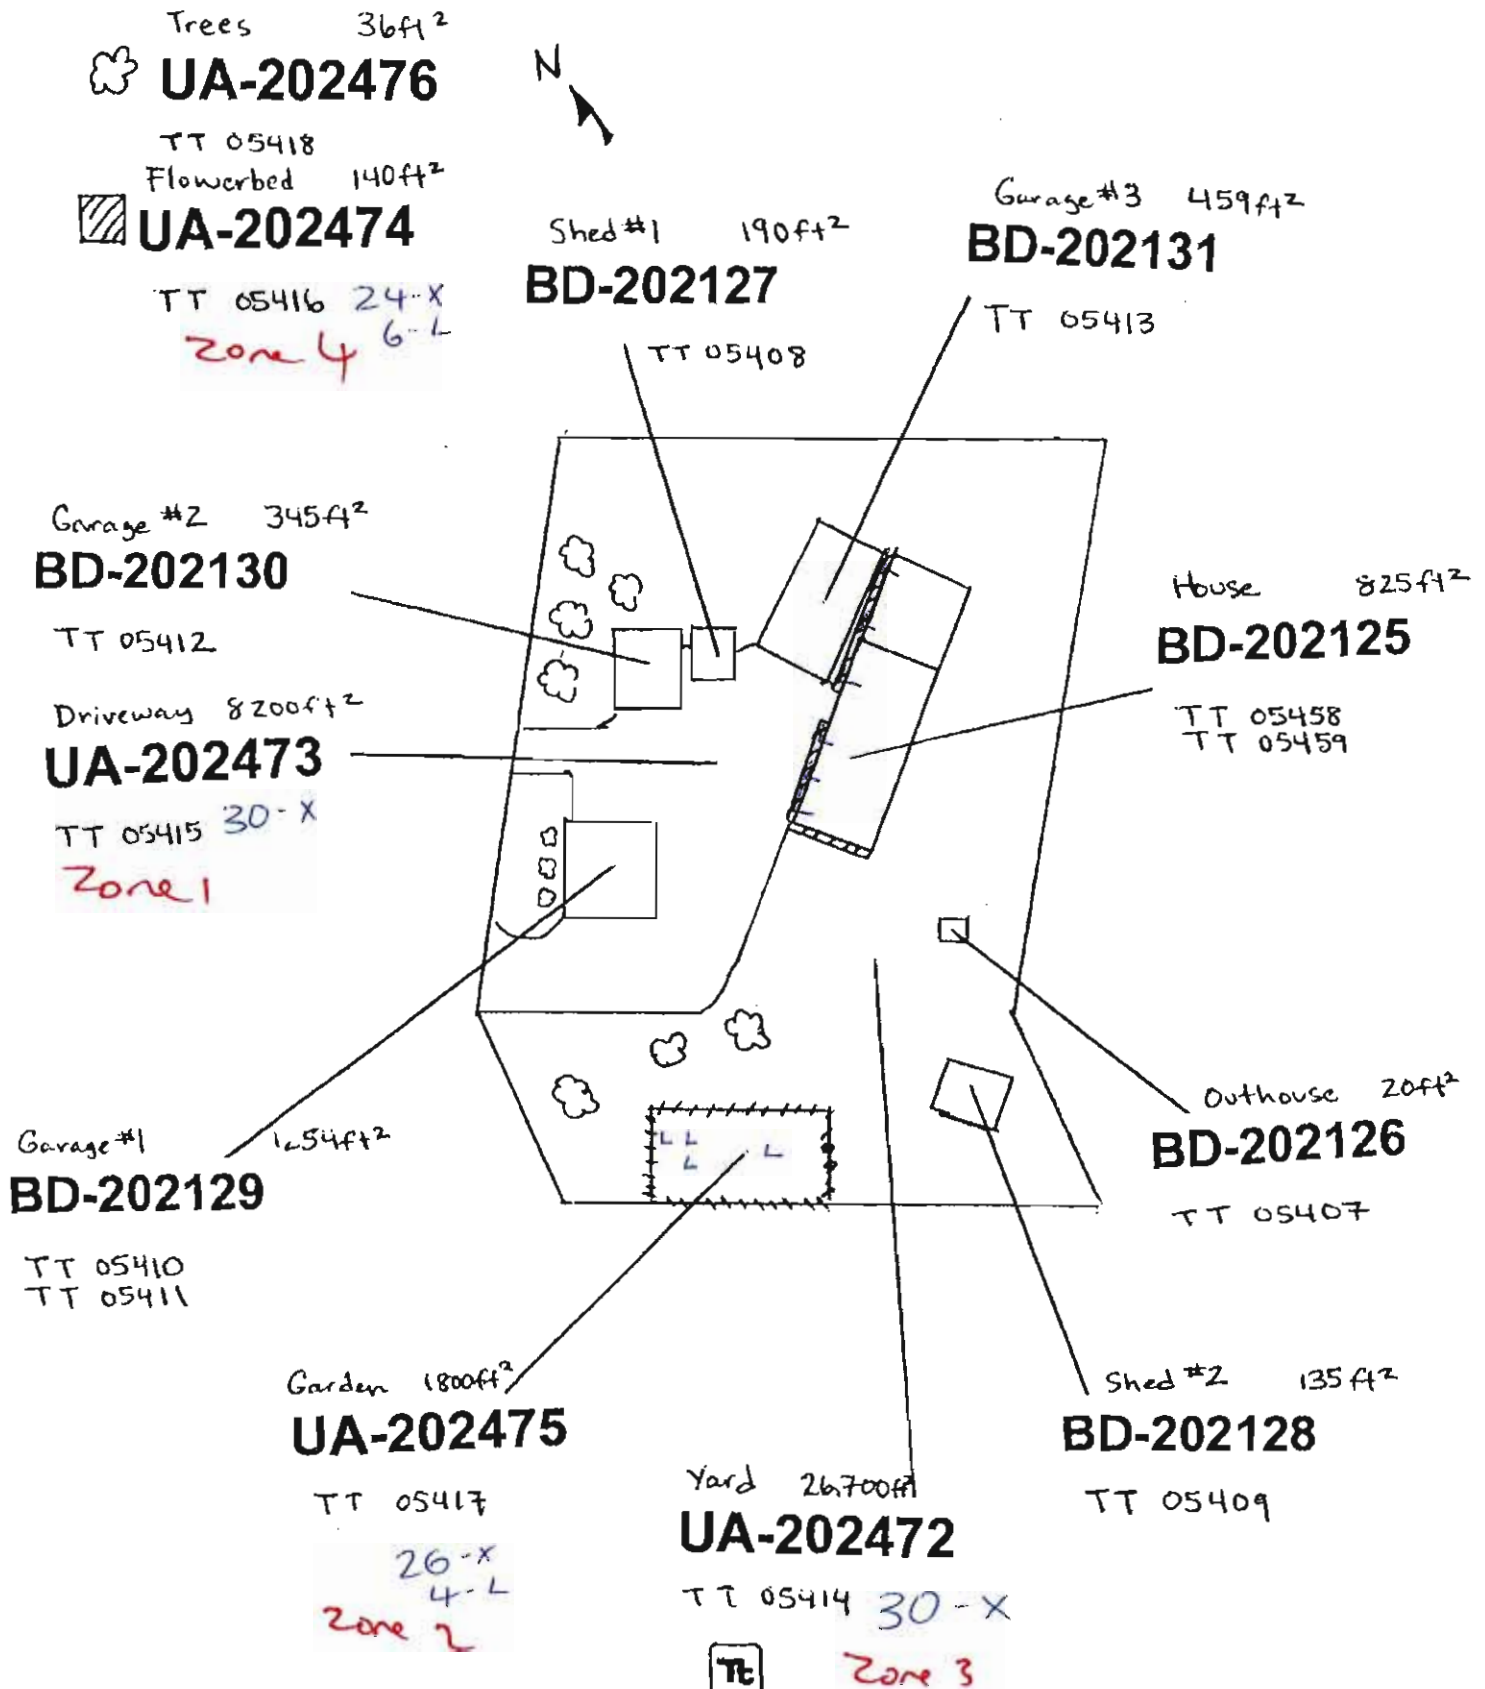 Trees 36ft²
UA-202476
TT 05418
Flowerbed 140ft²
UA-202474
TT 05416 24-X
6-L
Zone 4
N
Shed #1 190ft²
BD-202127
TT 05408
Garage #3 459ft²
BD-202131
TT 05413
Garage #2 345ft²
BD-202130
TT 05412
Driveway 8200ft²
UA-202473
TT 05415 30-X
Zone 1
House 825ft²
BD-202125
TT 05458
TT 05459
Garage #1
BD-202129
TT 05410
TT 05411
L L L
L
Outhouse 20ft²
BD-202126
TT 05407
Garden 1800ft²
UA-202475
TT 05417
26-X
4-L
Zone 2
Yard 26,700ft²
UA-202472
TT 05414 30-X
Zone 3
Shed #2 135ft²
BD-202128
TT 05409
Tt